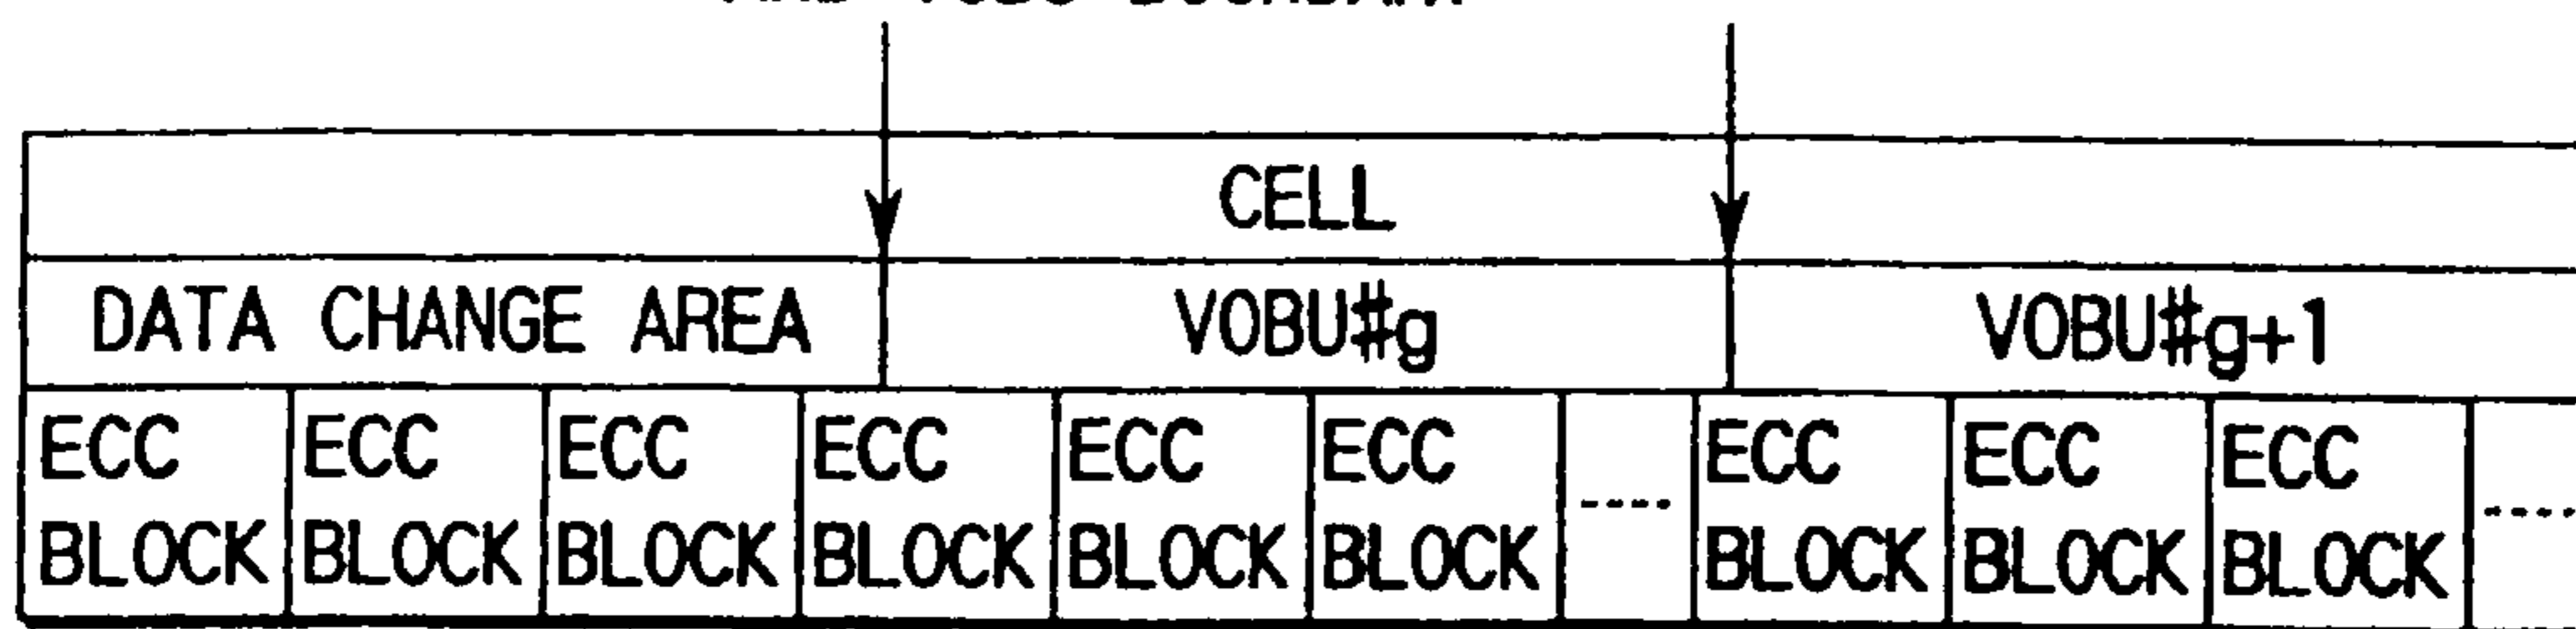 CELL
DATA CHANGE AREA VOBU#g VOBU#g+1
ECC ECC ECC ECC ECC ECC ECC ECC ECC
BLOCK BLOCK BLOCK BLOCK BLOCK BLOCK ---- BLOCK BLOCK BLOCK ----